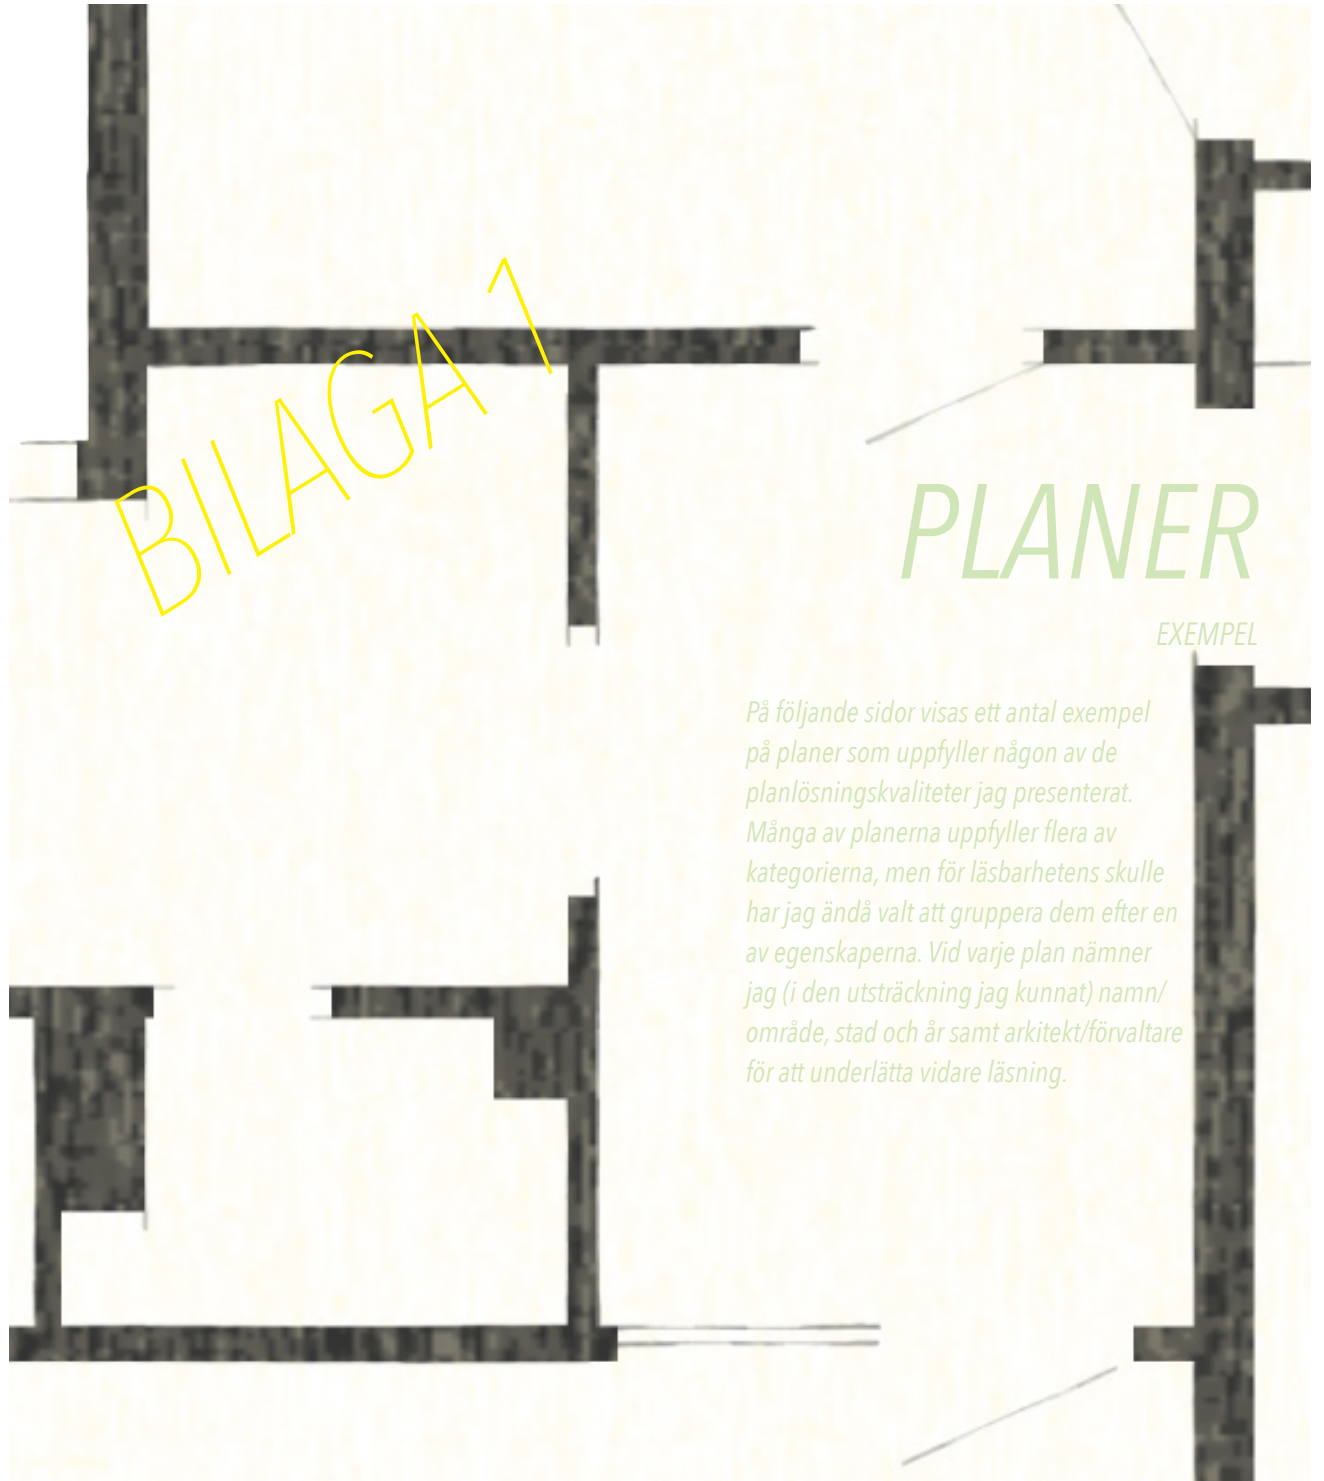 BILAGA 1
PLANER
EXEMPEL
På följande sidor visas ett antal exempel
på planer som uppfyller någon av de
planlösningskvaliteter jag presenterat.
Många av planerna uppfyller flera av
kategorierna, men för läsbarhetens skulle
har jag ändå valt att gruppera dem efter en
av egenskaperna. Vid varje plan nämner
jag (i den utsträckning jag kunnat) namn/
område, stad och år samt arkitekt/förvaltare
för att underlätta vidare läsning.